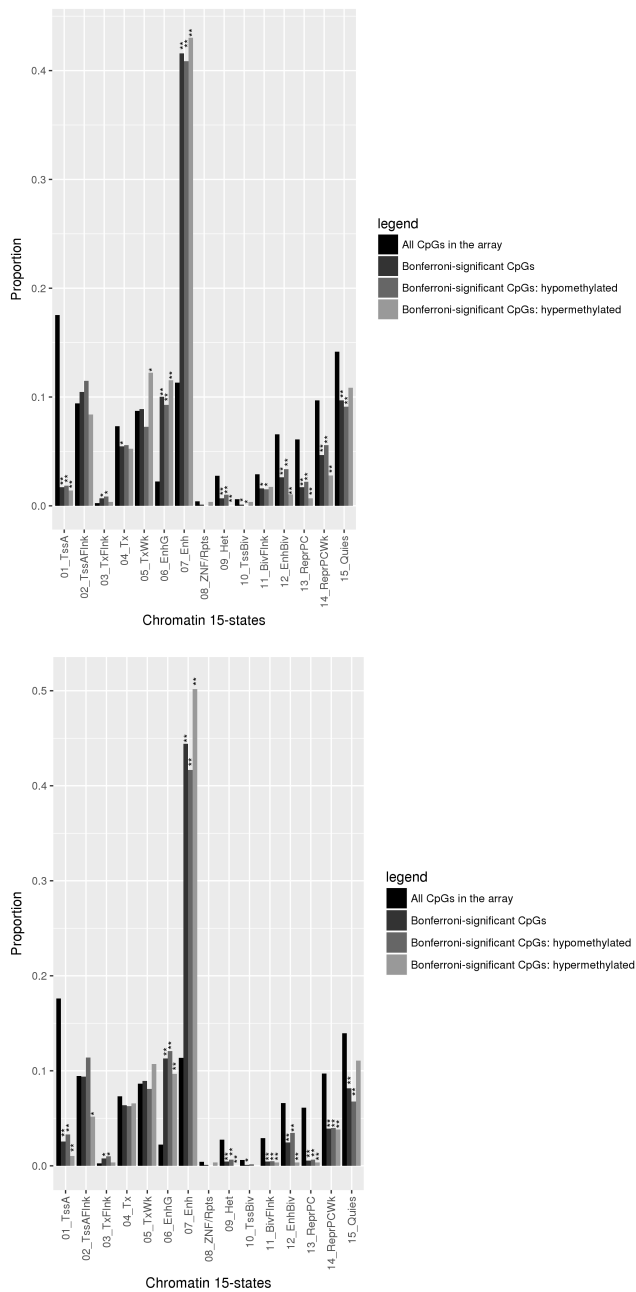 0.4
0.3
0.2
0.1
0.0
Proportion
01_TssA
02_TssAFlnk
03_TxFlnk
04_Tx
05_TxWk
06_EnhG
07_Enh
08_ZNF/Rpts
09_Het
10_TssBiv
11_BivFlnk
12_EnhBiv
13_ReprPC
14_ReprPCWk
15_Quies
Chromatin 15-states
legend
All CpGs in the array
Bonferroni-significant CpGs
Bonferroni-significant CpGs: hypomethylated
Bonferroni-significant CpGs: hypermethylated
0.5
0.4
0.3
0.2
0.1
0.0
Proportion
01_TssA
02_TssAFlnk
03_TxFlnk
04_Tx
05_TxWk
06_EnhG
07_Enh
08_ZNF/Rpts
09_Het
10_TssBiv
11_BivFlnk
12_EnhBiv
13_ReprPC
14_ReprPCWk
15_Quies
Chromatin 15-states
legend
All CpGs in the array
Bonferroni-significant CpGs
Bonferroni-significant CpGs: hypomethylated
Bonferroni-significant CpGs: hypermethylated